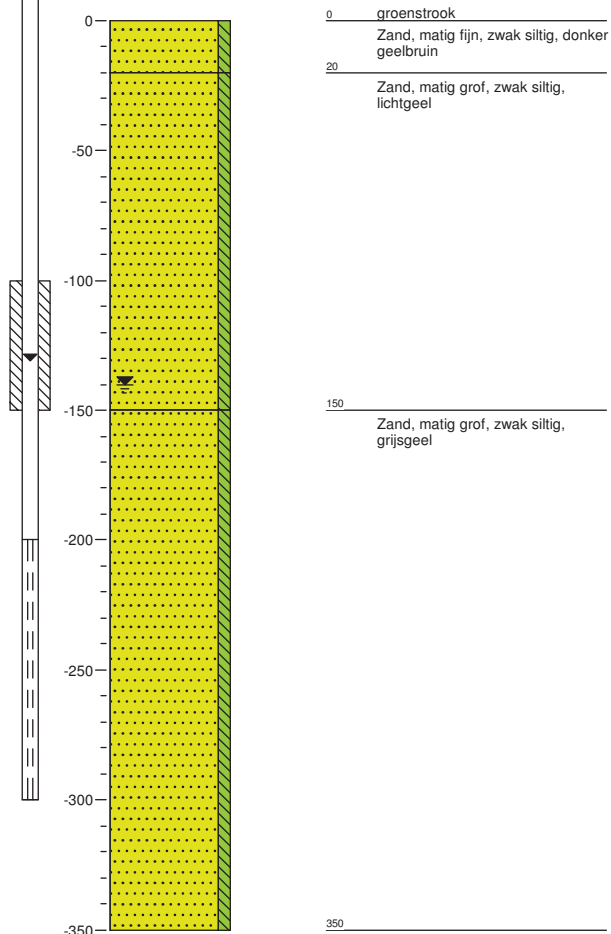 0
-50
-100
-150
-200
-250
-300
-350
0 groenstrook
Zand, matig fijn, zwak siltig, donker
geelbruin
20
Zand, matig grof, zwak siltig,
lichtgeel
150
Zand, matig grof, zwak siltig,
grijsgeel
350